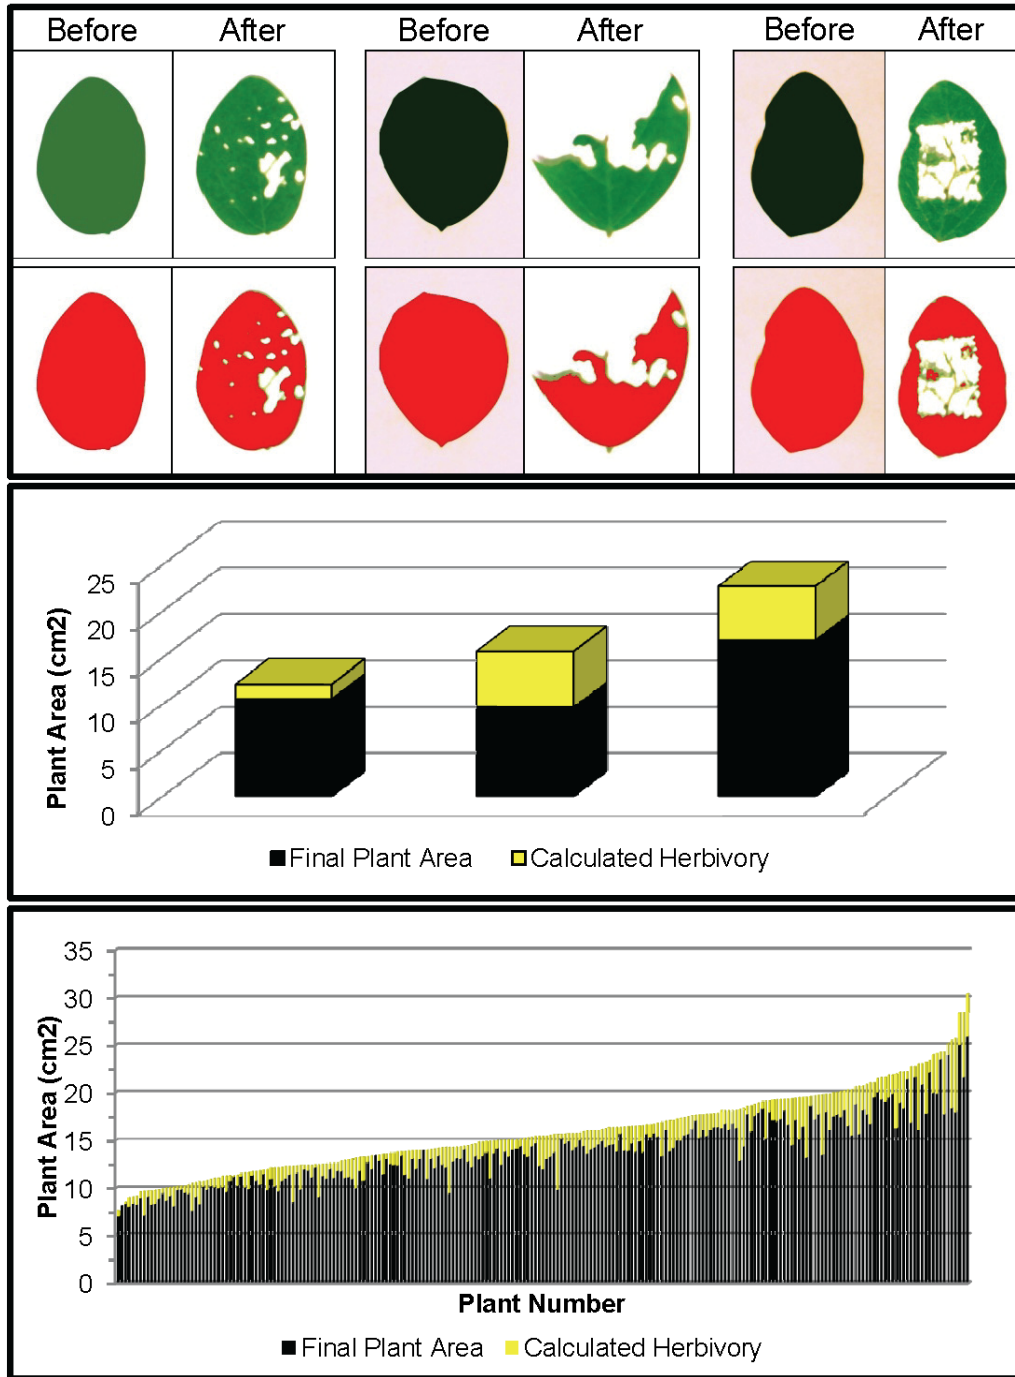 Before After Before After Before After
25
20
15
10
5
0
Plant Area (cm2)
Final Plant Area Calculated Herbivory
35
30
25
20
15
10
5
0
Plant Area (cm2)
Plant Number
Final Plant Area Calculated Herbivory